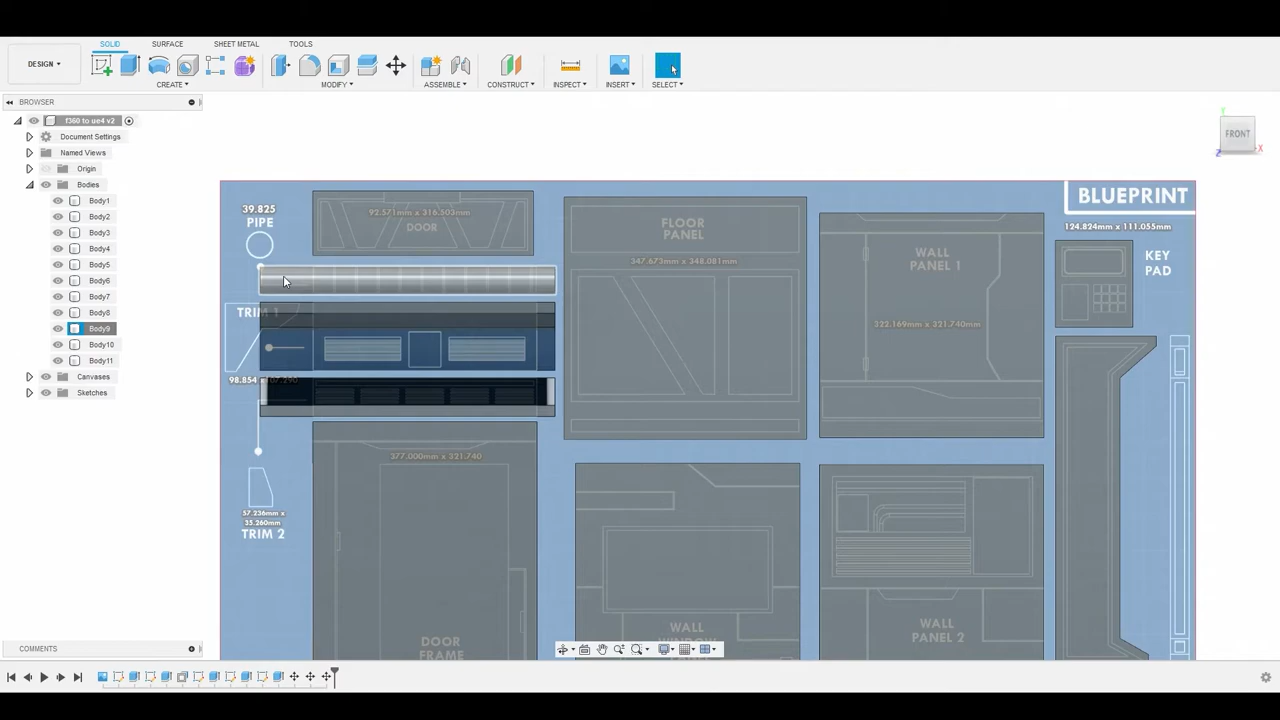 SOLID SURFACE SHEET METAL TOOLS
DESIGN
CREATE MODIFY ASSEMBLE CONSTRUCT INSPECT INSERT SELECT
BROWSER
f360 to ue4 v2
Document Settings
Named Views
Origin
Bodies
Body1
Body2
Body3
Body4
Body5
Body6
Body7
Body8
Body9
Body10
Body11
Canvases
Sketches
COMMENTS
FRONT
Y
X
Z
BLUEPRINT
124.824mm x 111.055mm
KEY
PAD
39.825
PIPE
92.571mm x 316.503mm
DOOR
FLOOR
PANEL
347.673mm x 348.081mm
WALL
PANEL 1
322.169mm x 321.740mm
TRIM 1
377.000mm x 321.740
57.236mm x
33.260mm
TRIM 2
DOOR
FRAME
WALL
WINDOW
WALL
PANEL 2